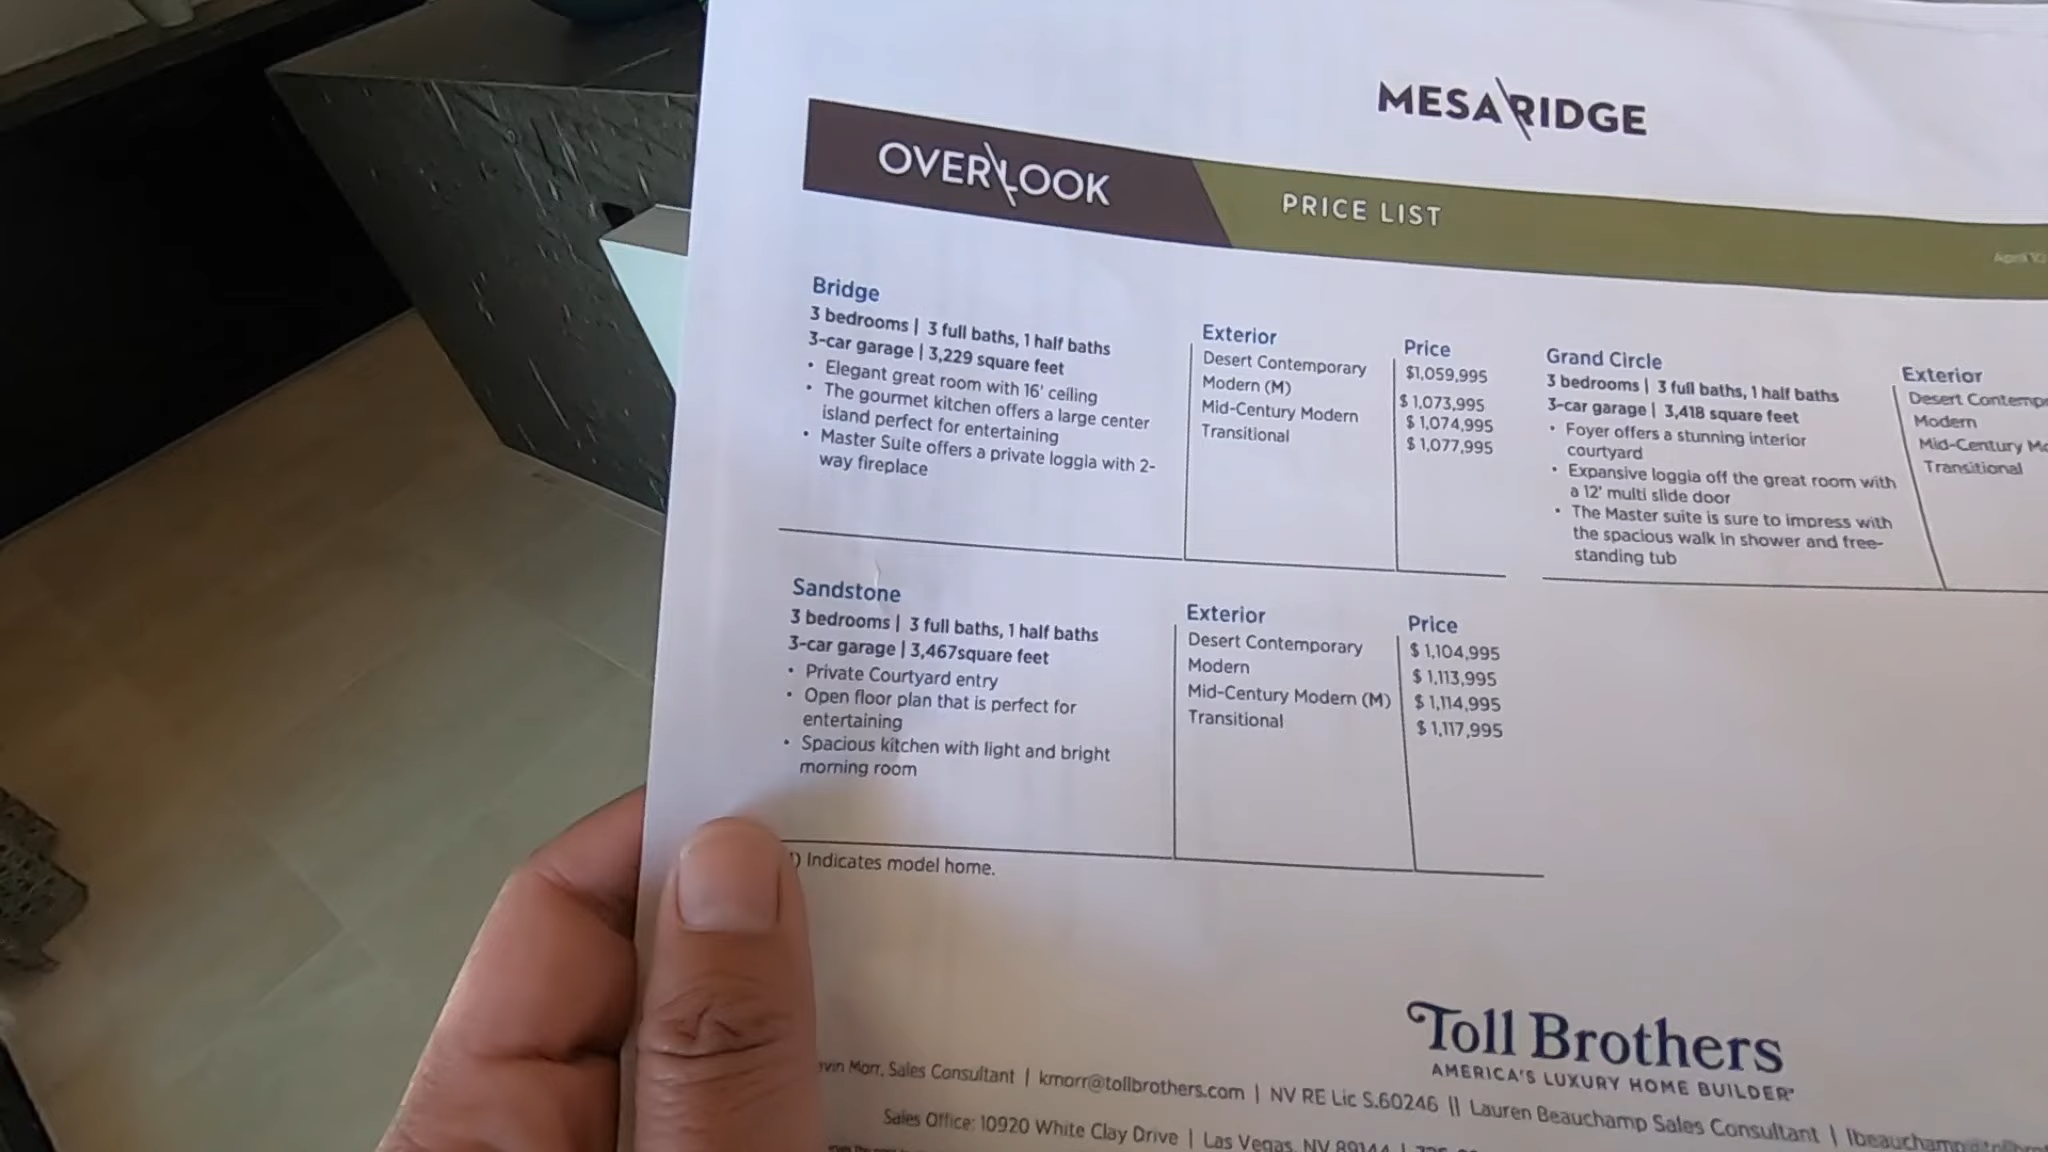 MESA RIDGE
OVERLOOK
PRICE LIST
Bridge
3 bedrooms | 3 full baths, 1 half baths
3-car garage | 3,229 square feet
• Elegant great room with 16' ceiling
• The gourmet kitchen offers a large center
island perfect for entertaining
• Master Suite offers a private loggia with 2-
way fireplace
Exterior
Desert Contemporary
Modern (M)
Mid-Century Modern
Transitional
Price
$1,059,995
$1,073,995
$1,074,995
$1,077,995
Grand Circle
3 bedrooms | 3 full baths, 1 half baths
3-car garage | 3,418 square feet
• Foyer offers a stunning interior
courtyard
• Expansive loggia off the great room with
a 12' multi slide door
• The Master suite is sure to impress with
the spacious walk in shower and free-
standing tub
Exterior
Desert Contemp
Modern
Mid-Century Mo
Transitional
Sandstone
3 bedrooms | 3 full baths, 1 half baths
3-car garage | 3,467square feet
• Private Courtyard entry
• Open floor plan that is perfect for
entertaining
• Spacious kitchen with light and bright
morning room
Exterior
Desert Contemporary
Modern
Mid-Century Modern (M)
Transitional
Price
$1,104,995
$1,113,995
$1,114,995
$1,117,995
) Indicates model home.
Toll Brothers
AMERICA'S LUXURY HOME BUILDER®
vin Morr, Sales Consultant | kmorr@tollbrothers.com | NV RE Lic S.60246 || Lauren Beauchamp Sales Consultant |
Sales Office: 10920 White Clay Drive | Las Vegas, NV 89144 |